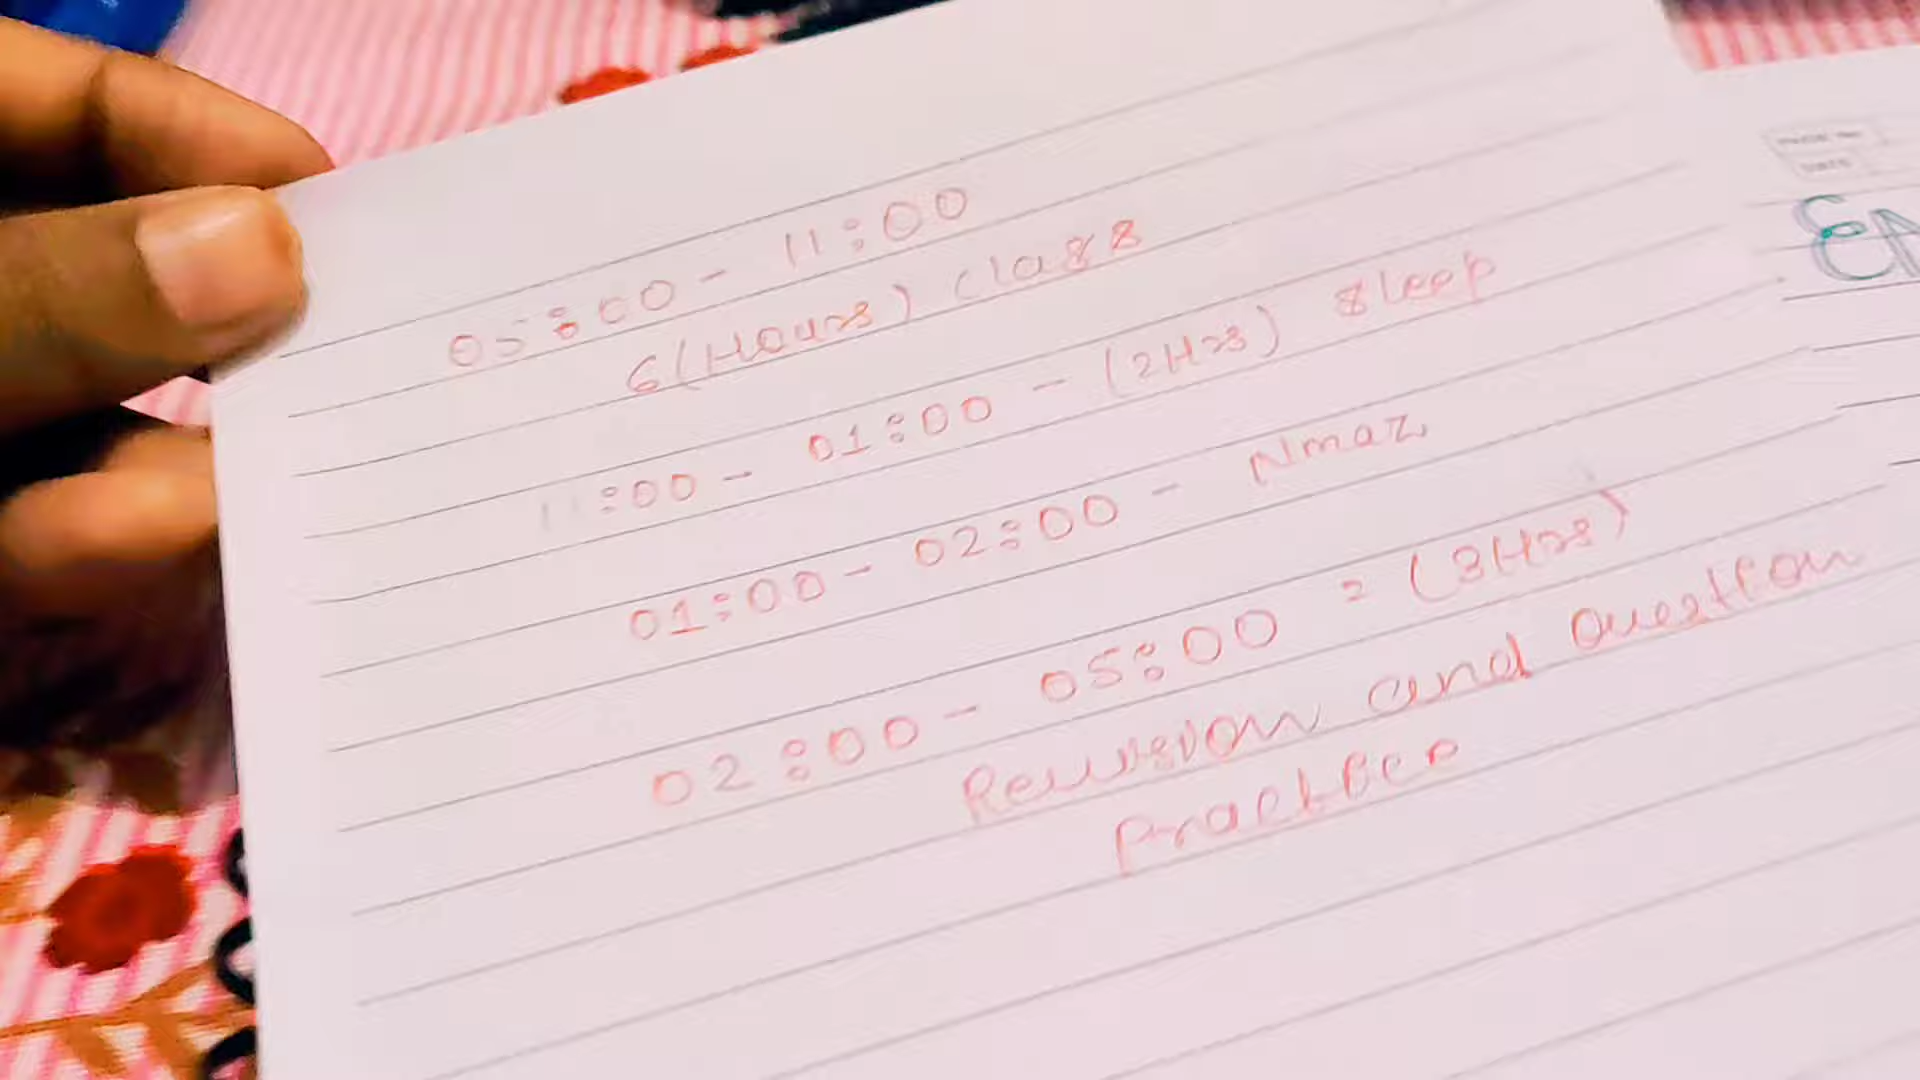 05:00 - 11:00
6(Hours) Class
11:00 - 01:00 - (2Hrs) Sleep
01:00 - 02:00 - Nmaz
02:00 - 05:00 = (3Hrs)
Revision and Question
Practice